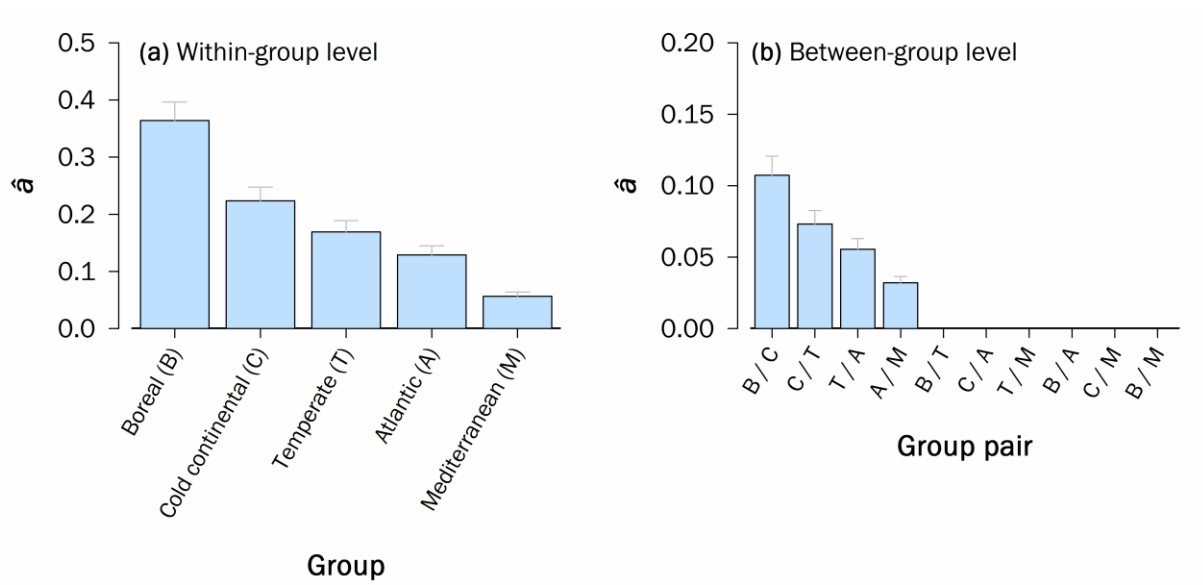 (a) Within-group level
0.5
0.4
0.3
0.2
0.1
0.0
â
Boreal (B)
Cold continental (C)
Temperate (T)
Atlantic (A)
Mediterranean (M)
Group
(b) Between-group level
0.20
0.15
0.10
0.05
0.00
â
B / C
C / T
T / A
A / M
B / T
C / A
T / M
B / A
C / M
B / M
Group pair